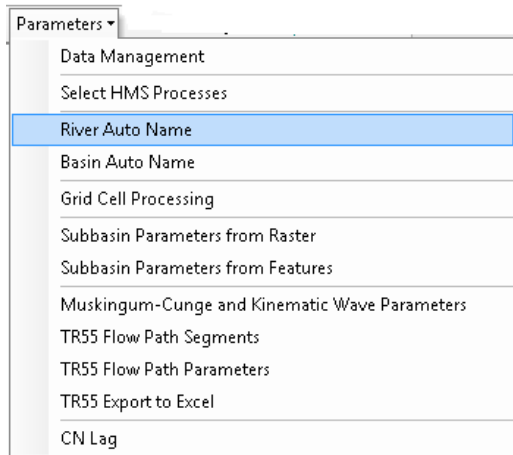 Parameters
Data Management
Select HMS Processes
River Auto Name
Basin Auto Name
Grid Cell Processing
Subbasin Parameters from Raster
Subbasin Parameters from Features
Muskingum-Cunge and Kinematic Wave Parameters
TR55 Flow Path Segments
TR55 Flow Path Parameters
TR55 Export to Excel
CN Lag